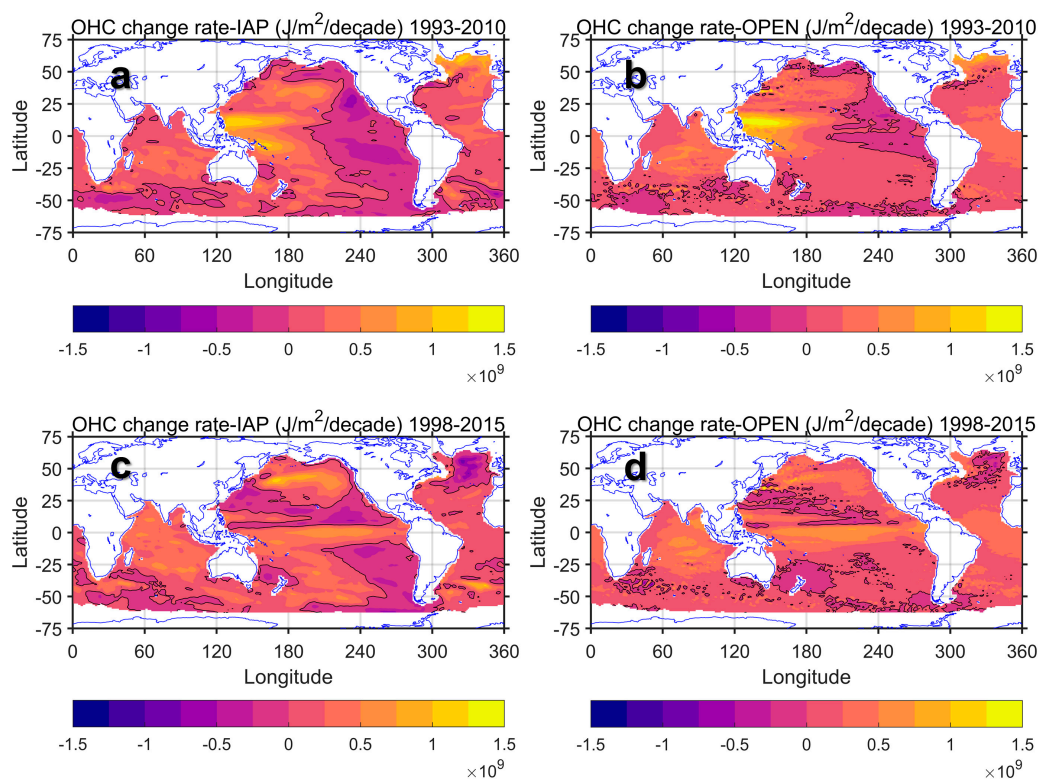 OHC change rate-IAP (J/m²/decade) 1993-2010
a
75
50
25
0
-25
-50
-75
Latitude
0 60 120 180 240 300 360
Longitude
-1.5 -1 -0.5 0 0.5 1 1.5
×10⁹
OHC change rate-OPEN (J/m²/decade) 1993-2010
b
75
50
25
0
-25
-50
-75
Latitude
0 60 120 180 240 300 360
Longitude
-1.5 -1 -0.5 0 0.5 1 1.5
×10⁹
OHC change rate-IAP (J/m²/decade) 1998-2015
c
75
50
25
0
-25
-50
-75
Latitude
0 60 120 180 240 300 360
Longitude
-1.5 -1 -0.5 0 0.5 1 1.5
×10⁹
OHC change rate-OPEN (J/m²/decade) 1998-2015
d
75
50
25
0
-25
-50
-75
Latitude
0 60 120 180 240 300 360
Longitude
-1.5 -1 -0.5 0 0.5 1 1.5
×10⁹